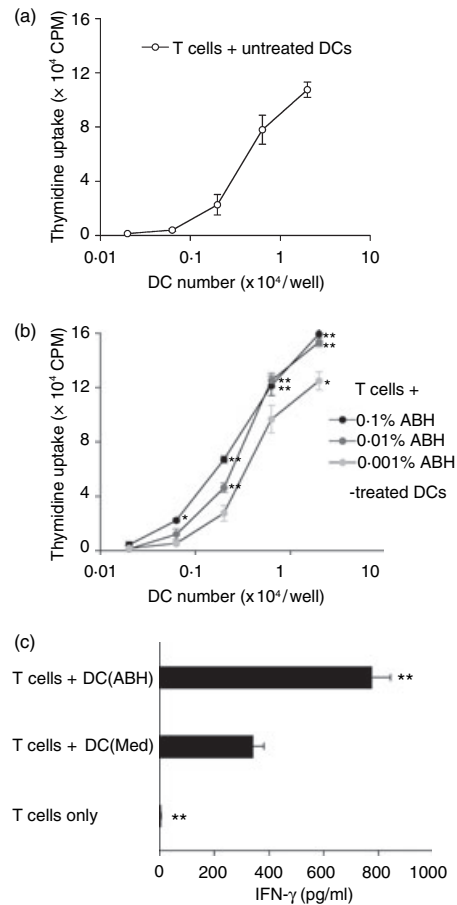 (a)
16
12
8
4
0
Thymidine uptake (× 10⁴ CPM)
T cells + untreated DCs
0·01 0·1 1 10
DC number (x10⁴/well)
(b)
16
12
8
4
0
Thymidine uptake (× 10⁴ CPM)
**
**
**
**
*
**
**
*
T cells +
0·1% ABH
0·01% ABH
0·001% ABH
-treated DCs
0·01 0·1 1 10
DC number (x10⁴/well)
(c)
T cells + DC(ABH) **
T cells + DC(Med)
T cells only **
0 200 400 600 800 1000
IFN-γ (pg/ml)